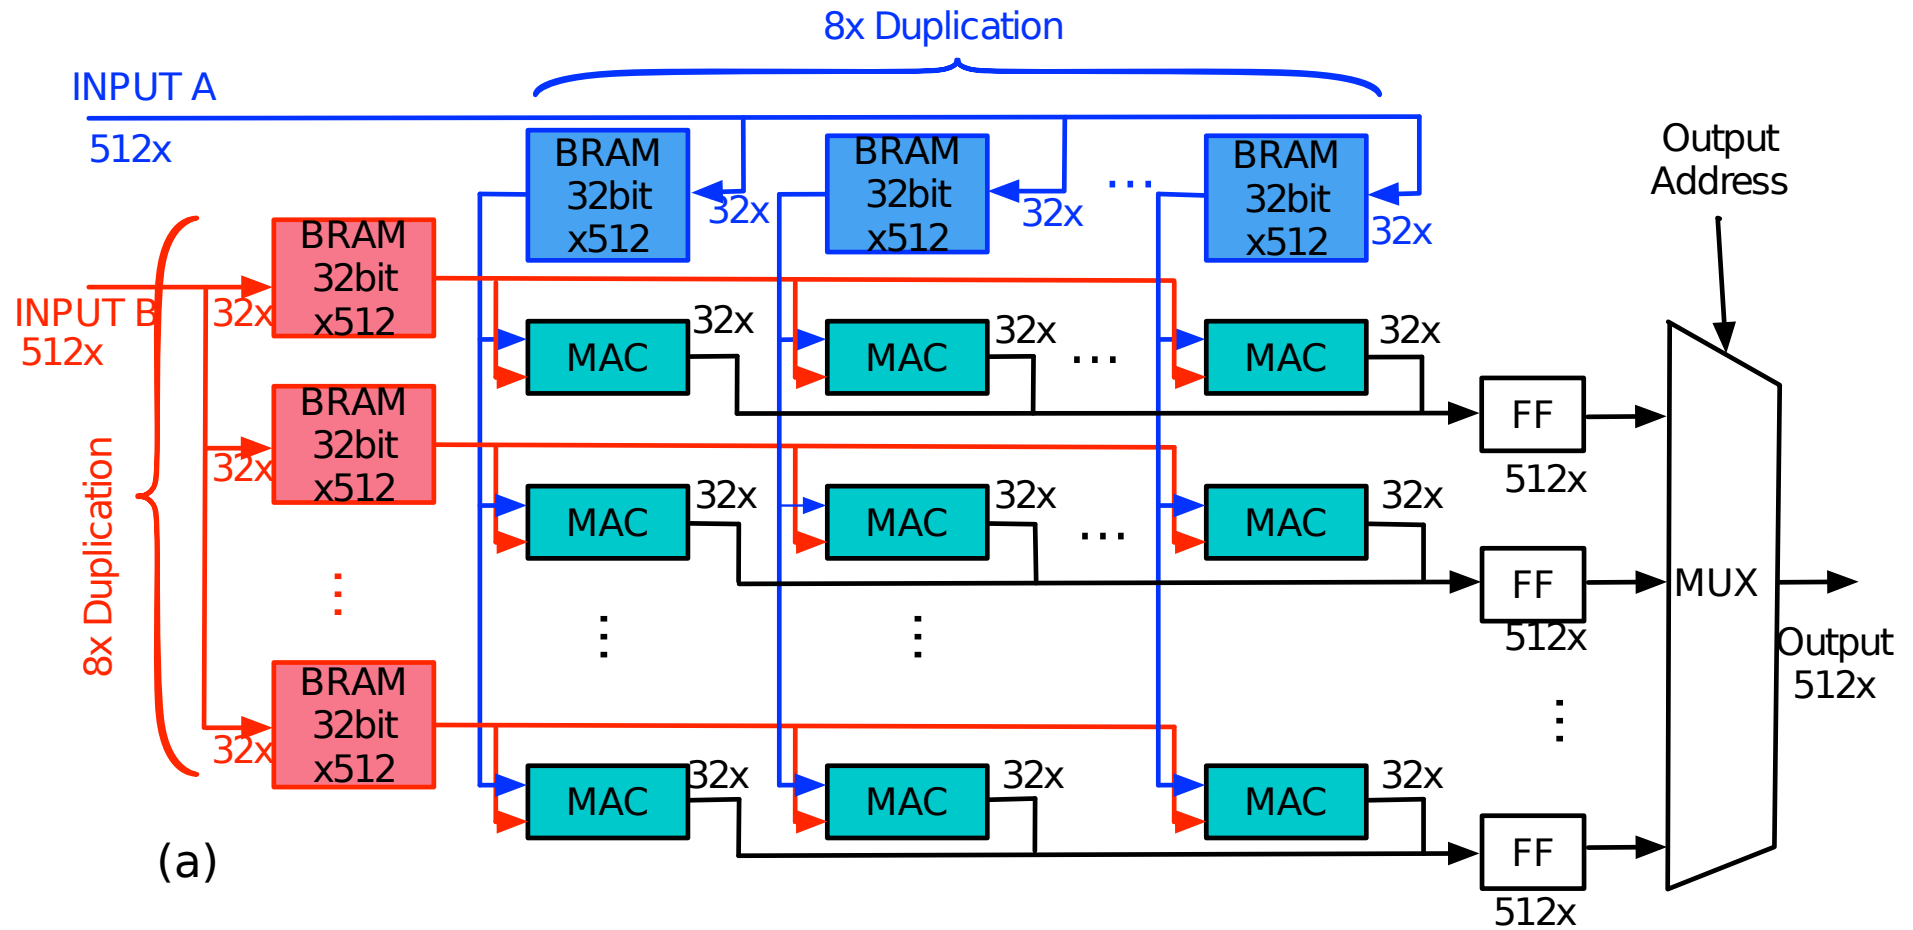 8x Duplication
INPUT A
512x
BRAM
32bit
x512
32x
BRAM
32bit
x512
32x
...
BRAM
32bit
x512
32x
Output
Address
INPUT B
512x
8x Duplication
32x
BRAM
32bit
x512
MAC
32x
MAC
32x
...
MAC
32x
FF
512x
32x
BRAM
32bit
x512
MAC
32x
MAC
32x
...
MAC
32x
FF
512x
MUX
Output
512x
...
...
...
...
32x
BRAM
32bit
x512
MAC
32x
MAC
32x
MAC
32x
FF
512x
(a)